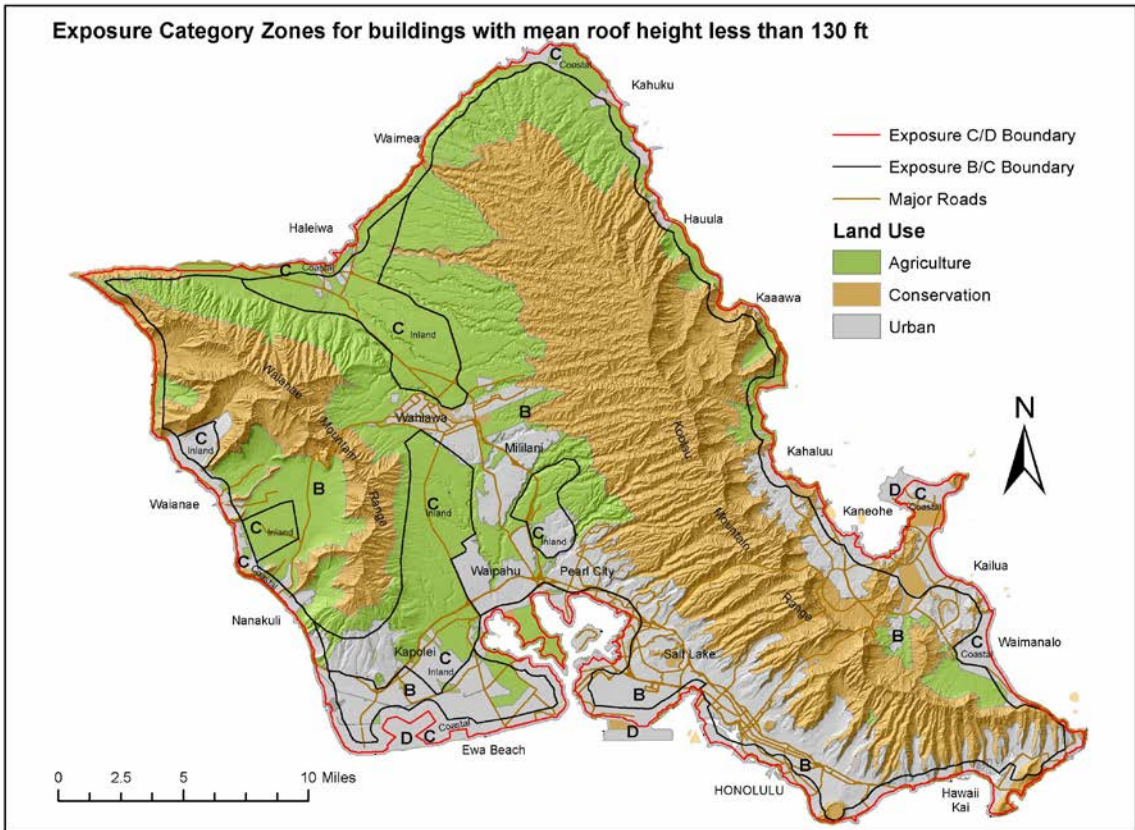 Exposure Category Zones for buildings with mean roof height less than 130 ft
C
Coastal
Kahuku
Waimea
Exposure C/D Boundary
Exposure B/C Boundary
Major Roads
Land Use
Agriculture
Conservation
Urban
Hauula
Haleiwa
C
Coastal
Kaaawa
C
Inland
Waianae
Mountain
Range
Wahiawa
B
Mililani
Koolau
Mountain
Range
N
Kahaluu
C
Inland
Waianae
B
C
Inland
C
Inland
C
Inland
D
C
Coastal
Kaneohe
Kailua
C
Coastal
Nanakuli
Waipahu
Pearl City
B
C
Coastal
Waimanalo
Kapolei
C
Inland
Salt Lake
B
B
D
C
Coastal
Ewa Beach
D
B
HONOLULU
Hawaii
Kai
0 2.5 5 10 Miles